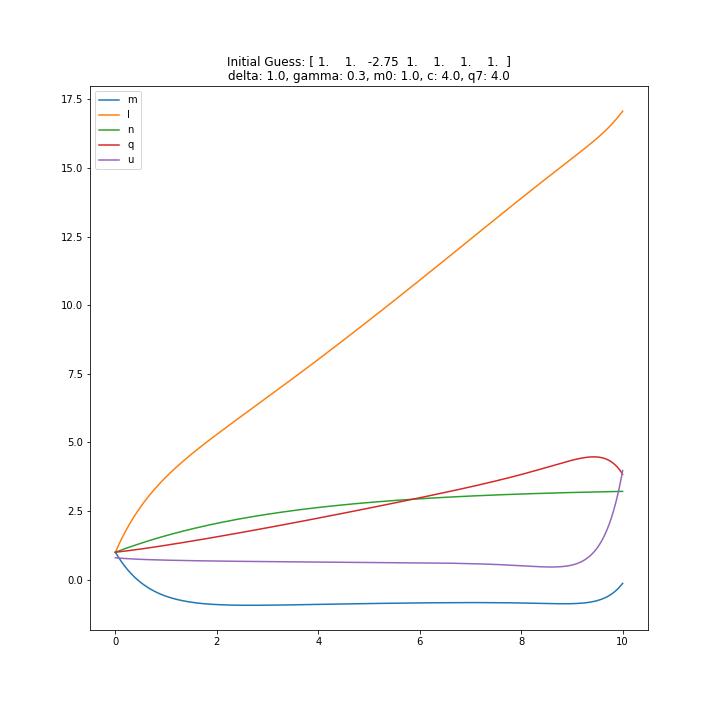 Initial Guess: [ 1. 1. -2.75 1. 1. 1. 1. ]
delta: 1.0, gamma: 0.3, m0: 1.0, c: 4.0, q7: 4.0
m
l
n
q
u
17.5
15.0
12.5
10.0
7.5
5.0
2.5
0.0
0 2 4 6 8 10